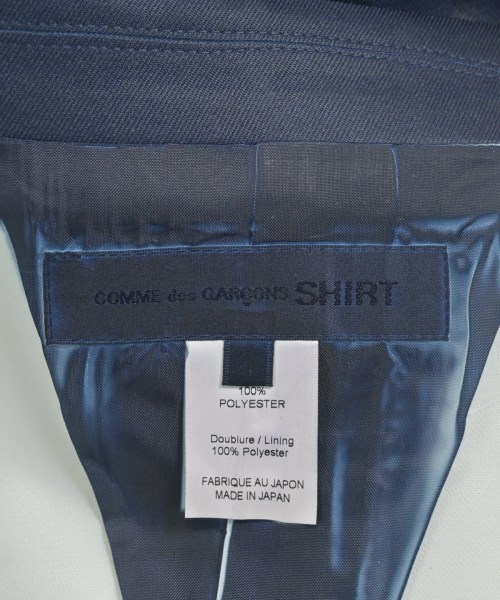 COMME des GARÇONS SHIRT
100%
POLYESTER
Doublure / Lining
100% Polyester
FABRIQUE AU JAPON
MADE IN JAPAN